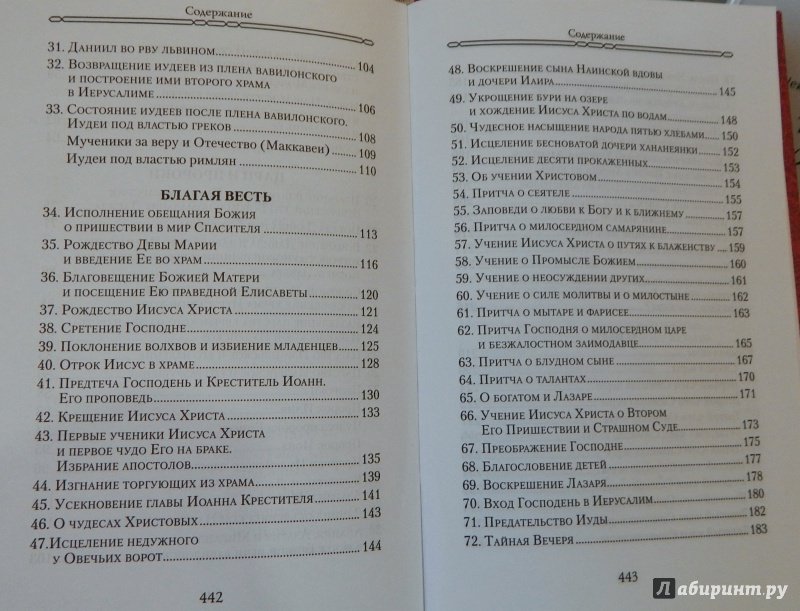 Содержание
31. Даниил во рву львином 104
32. Возвращение иудеев из плена вавилонского
и построение ими второго храма
в Иерусалиме 106
33. Состояние иудеев после плена вавилонского.
Иудеи под властью греков 108
Мученики за веру и Отечество (Маккавеи) 109
Иудеи под властью римлян 110
БЛАГАЯ ВЕСТЬ
34. Исполнение обещания Божия
о пришествии в мир Спасителя 113
35. Рождество Девы Марии
и введение Ее во храм 116
36. Благовещение Божией Матери
и посещение Ею праведной Елисаветы 120
37. Рождество Иисуса Христа 121
38. Сретение Господне 124
39. Поклонение волхвов и избиение младенцев 125
40. Отрок Иисус в храме 128
41. Предтеча Господень и Креститель Иоанн.
Его проповедь 130
42. Крещение Иисуса Христа 133
43. Первые ученики Иисуса Христа
и первое чудо Его на браке.
Избрание апостолов 135
44. Изгнание торгующих из храма 139
45. Усекновение главы Иоанна Крестителя 141
46. О чудесах Христовых 143
47.Исцеление недужного
у Овечьих ворот 144
442
Содержание
48. Воскрешение сына Наинской вдовы
и дочери Иаира 145
49. Укрощение бури на озере
и хождение Иисуса Христа по водам 148
50. Чудесное насыщение народа пятью хлебами 150
51. Исцеление бесноватой дочери хананеянки 152
52. Исцеление десяти прокаженных 153
53. Об учении Христовом 154
54. Притча о сеятеле 155
55. Заповеди о любви к Богу и к ближнему 157
56. Притча о милосердном самарянине 157
57. Учение Иисуса Христа о путях к блаженству 159
58. Учение о Промысле Божием 160
59. Учение о неосуждении других 161
60. Учение о силе молитвы и о милостыне 162
61. Притча о мытаре и фарисее 163
62. Притча Господня о милосердном царе
и безжалостном заимодавце 165
63. Притча о блудном сыне 167
64. Притча о талантах 170
65. О богатом и Лазаре 171
66. Учение Иисуса Христа о Втором
Его Пришествии и Страшном Суде 173
67. Преображение Господне 175
68. Благословение детей 177
69. Воскрешение Лазаря 178
70. Вход Господень в Иерусалим 180
71. Предательство Иуды 182
72. Тайная Вечеря 183
443
Лабиринт.ру